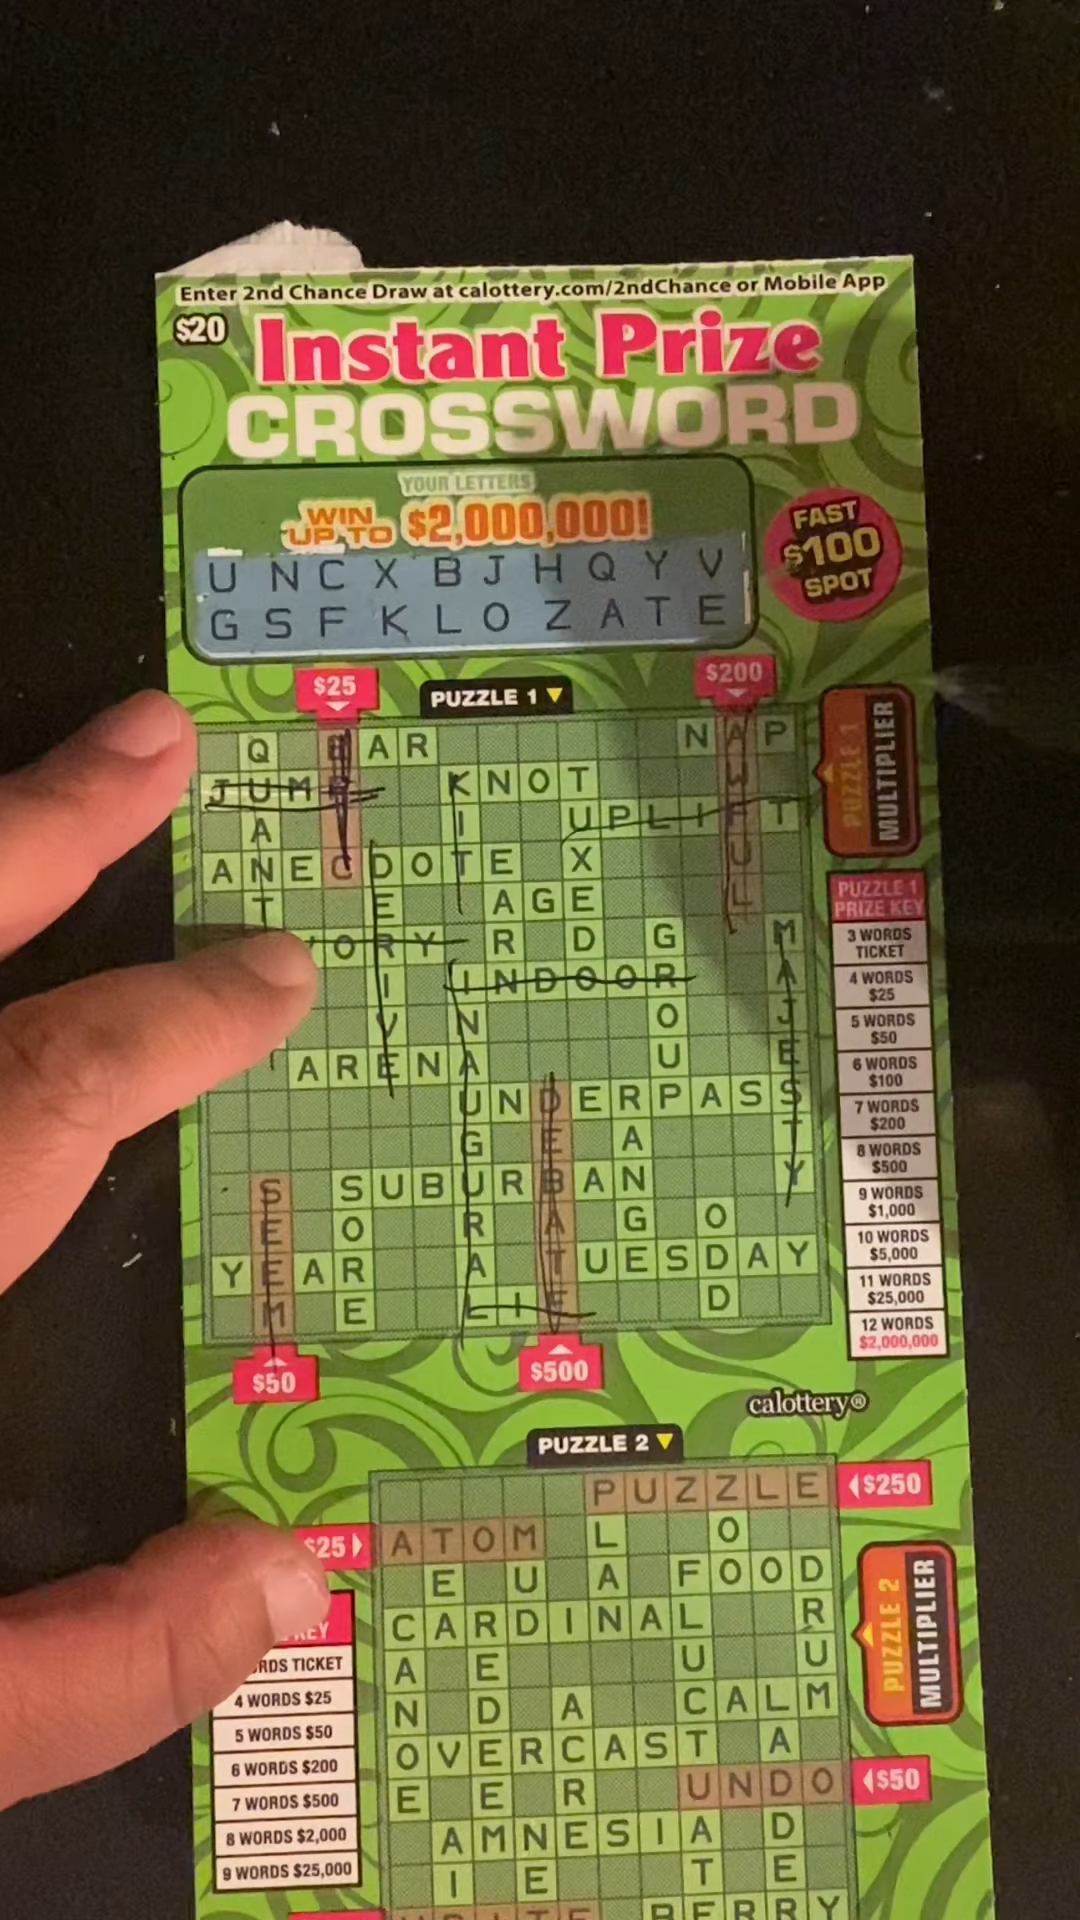 Enter 2nd Chance Draw at calottery.com/2ndChance or Mobile App
$20
Instant Prize
CROSSWORD
YOUR LETTERS
WIN UP TO $2,000,000!
U N C X B J H Q Y V
G S F K L O Z A T E
FAST
$100
SPOT
$25
PUZZLE 1
$200
Q A R N A P
J U M K N O T W
A I U P L I F T
A N E C D O T E X U
T E A G E L
O R Y R D G M
I I N D O O R A
V N O J
A R E N A U E
U N D E R P A S S
G E A T
S S U B U R B A N Y
E O R A G O
Y E A R A T U E S D A Y
M E L I E D
$50
$500
PUZZLE 1
MULTIPLIER
PUZZLE 1
PRIZE KEY
3 WORDS
TICKET
4 WORDS
$25
5 WORDS
$50
6 WORDS
$100
7 WORDS
$200
8 WORDS
$500
9 WORDS
$1,000
10 WORDS
$5,000
11 WORDS
$25,000
12 WORDS
$2,000,000
calottery®
PUZZLE 2
P U Z Z L E
$250
$25
A T O M L O
E U A F O O D
C A R D I N A L R
A E U U
N D A C A L M
O V E R C A S T A
E E R U N D O
$50
A M N E S I A D
I E T E
B E R R Y
PUZZLE 2
MULTIPLIER
KEY
RDS TICKET
4 WORDS $25
5 WORDS $50
6 WORDS $200
7 WORDS $500
8 WORDS $2,000
9 WORDS $25,000